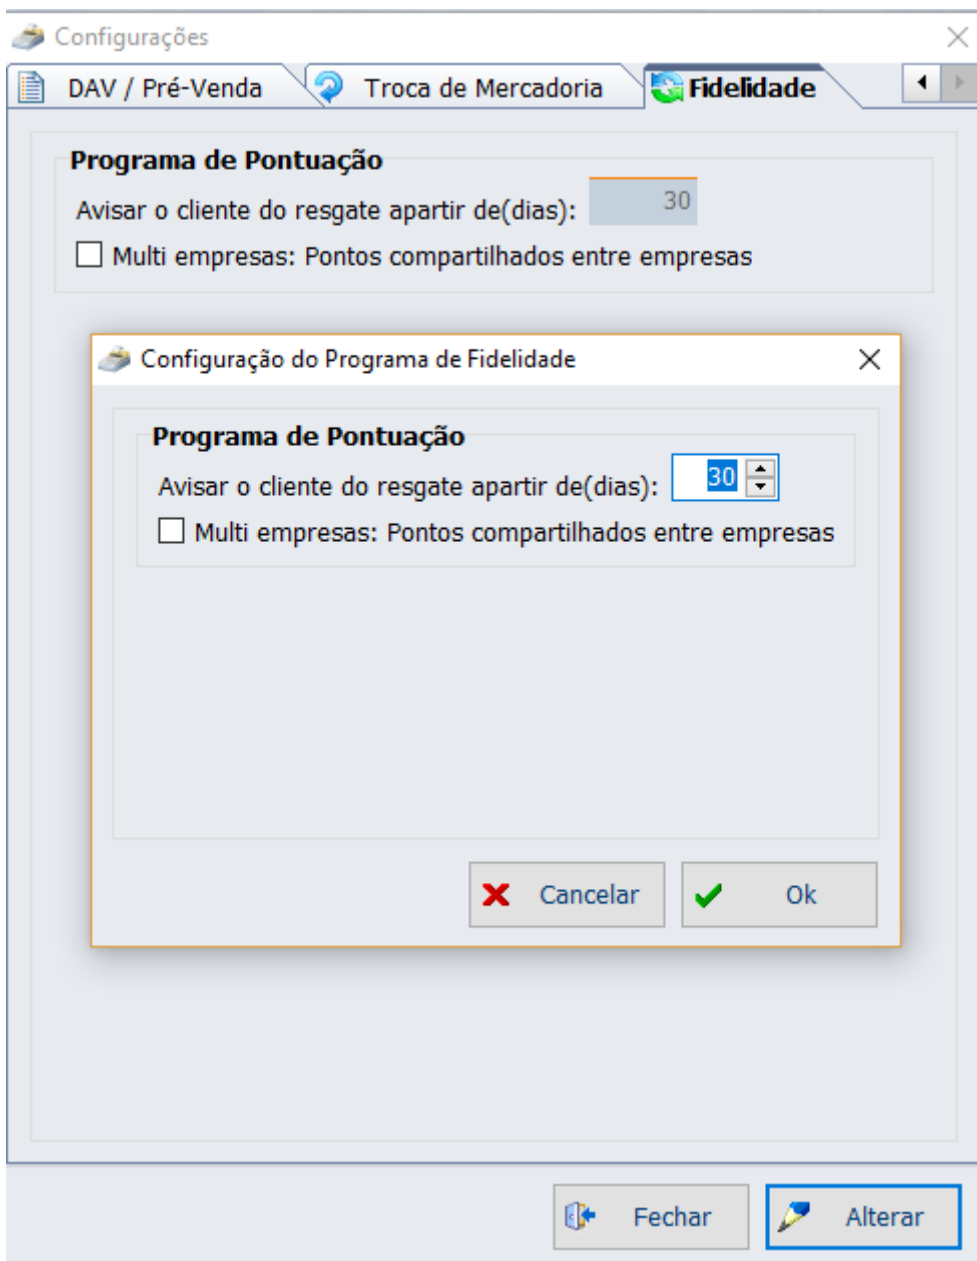 Configurações
DAV / Pré-Venda Troca de Mercadoria Fidelidade
Programa de Pontuação
Avisar o cliente do resgate apartir de(dias): 30
Multi empresas: Pontos compartilhados entre empresas
Configuração do Programa de Fidelidade
Programa de Pontuação
Avisar o cliente do resgate apartir de(dias): 30
Multi empresas: Pontos compartilhados entre empresas
Cancelar Ok
Fechar Alterar